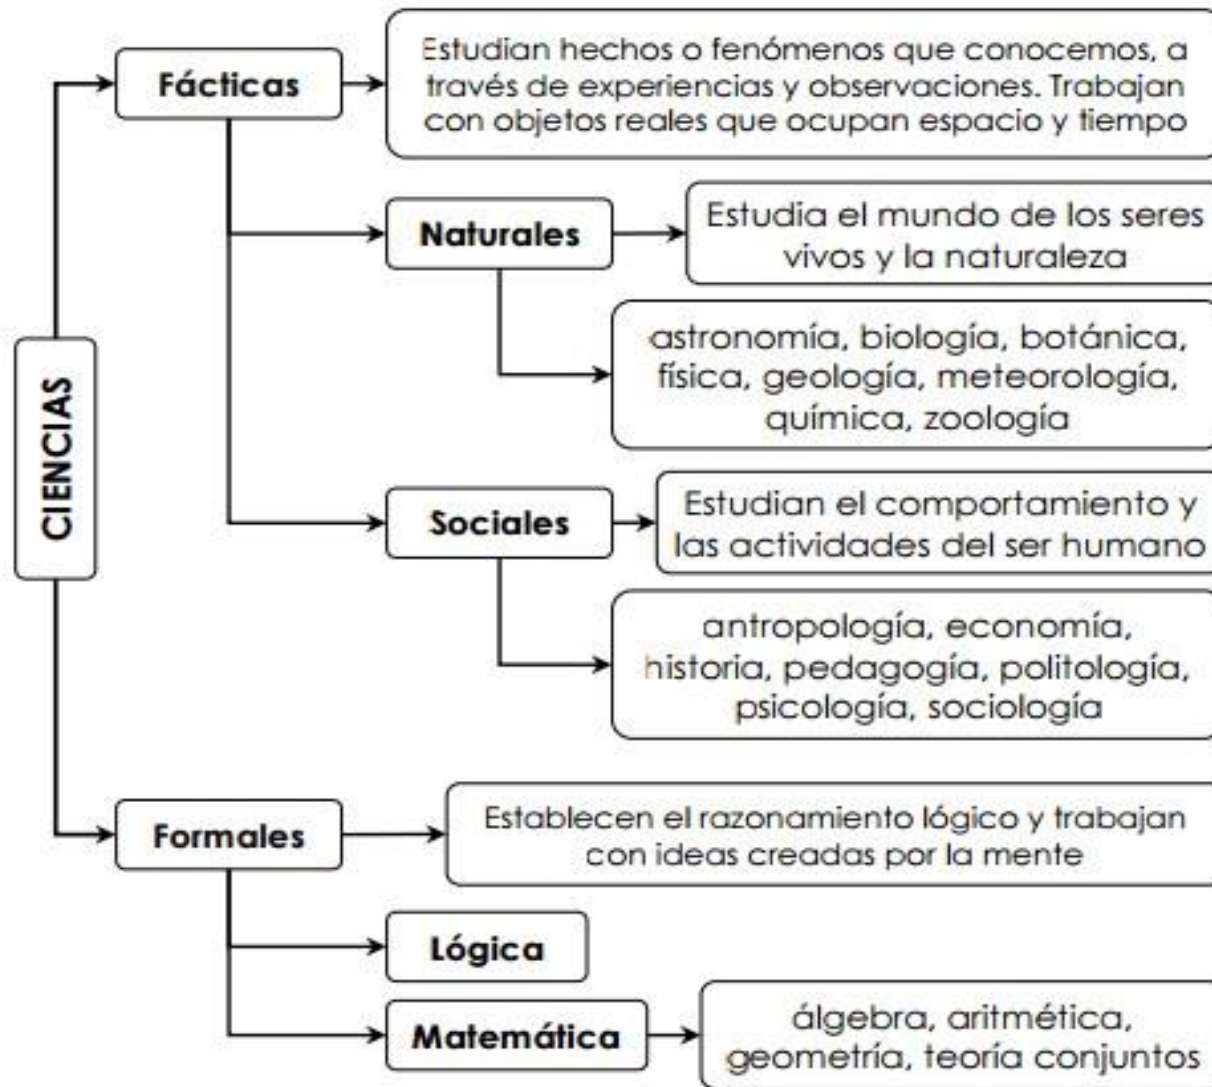 Fácticas
Estudian hechos o fenómenos que conocemos, a
través de experiencias y observaciones. Trabajan
con objetos reales que ocupan espacio y tiempo
Naturales
Estudia el mundo de los seres
vivos y la naturaleza
astronomía, biología, botánica,
física, geología, meteorología,
química, zoología
CIENCIAS
Sociales
Estudian el comportamiento y
las actividades del ser humano
antropología, economía,
historia, pedagogía, politología,
psicología, sociología
Formales
Establecen el razonamiento lógico y trabajan
con ideas creadas por la mente
Lógica
Matemática
álgebra, aritmética,
geometría, teoría conjuntos